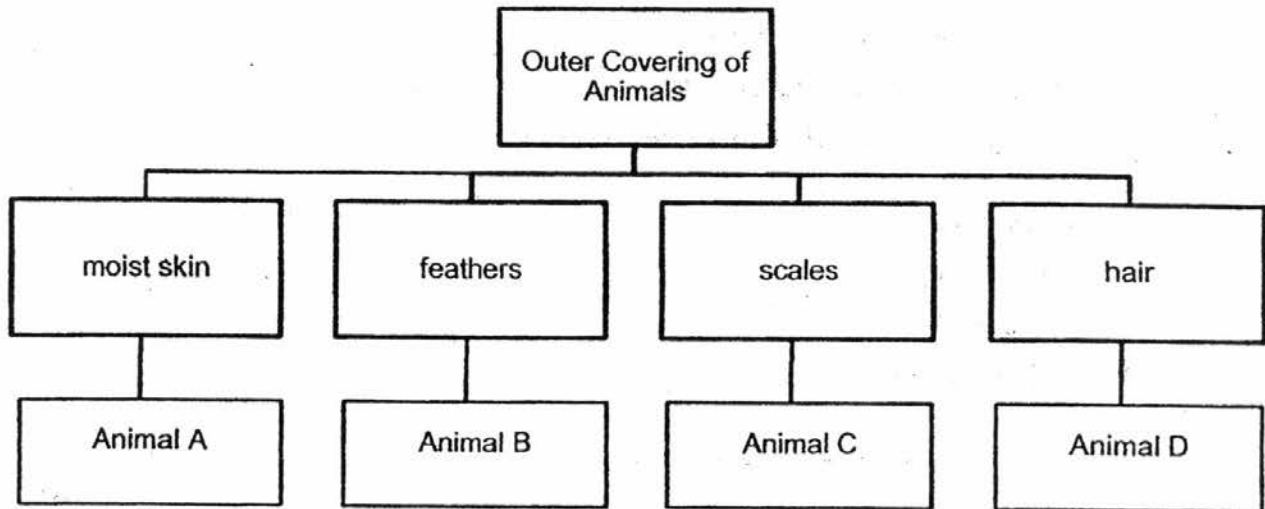 Outer Covering of
Animals
moist skin
feathers
scales
hair
Animal A
Animal B
Animal C
Animal D